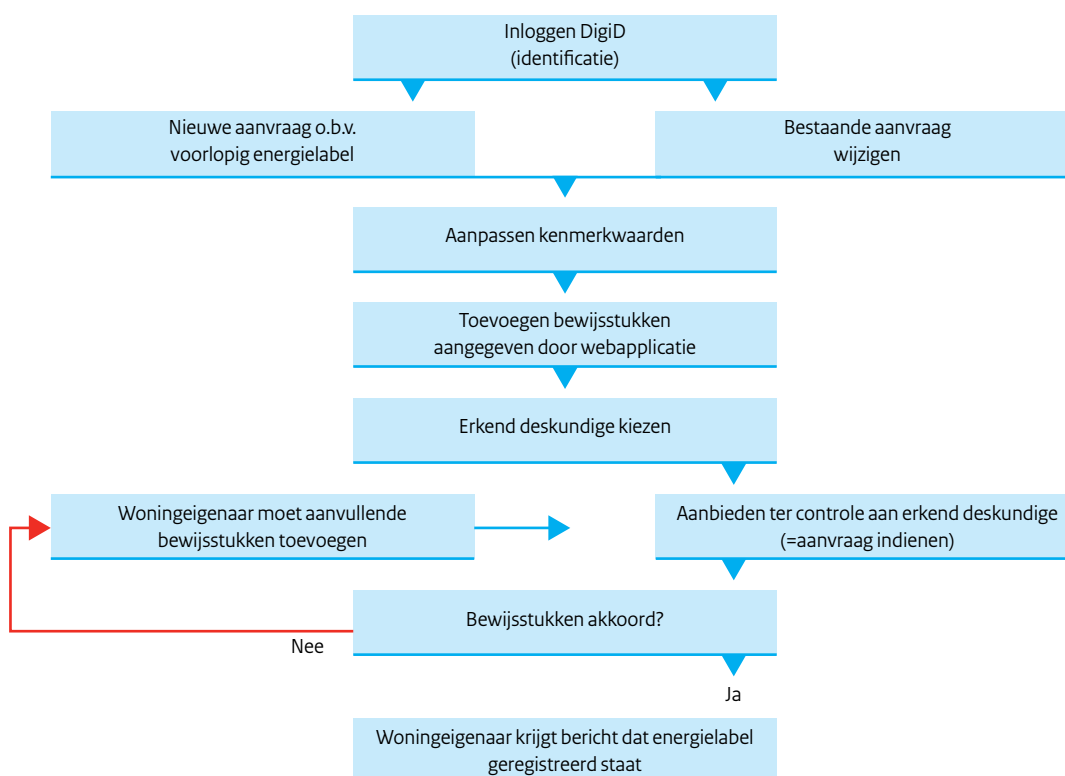 Inloggen DigiD
(identificatie)
Nieuwe aanvraag o.b.v.
voorlopig energielabel
Bestaande aanvraag
wijzigen
Aanpassen kenmerkwaarden
Toevoegen bewijsstukken
aangegeven door webapplicatie
Erkend deskundige kiezen
Woningeigenaar moet aanvullende
bewijsstukken toevoegen
Aanbieden ter controle aan erkend deskundige
(=aanvraag indienen)
Bewijsstukken akkoord?
Nee
Ja
Woningeigenaar krijgt bericht dat energielabel
geregistreerd staat